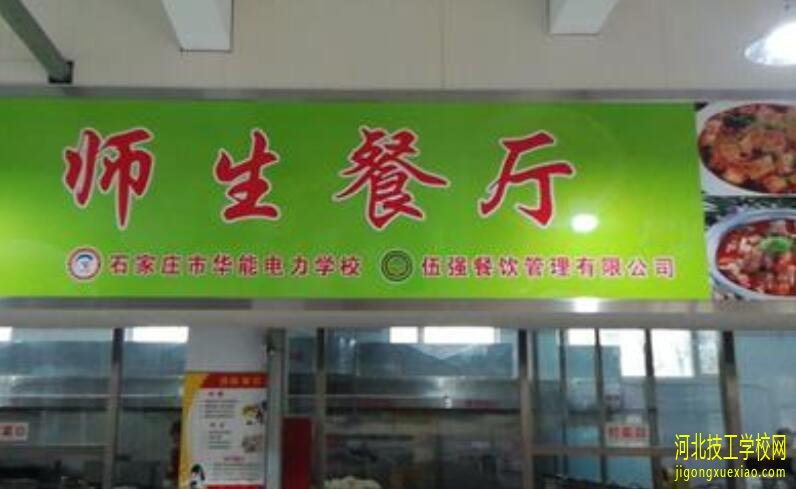 师生餐厅
石家庄市华能电力学校 伍强餐饮管理有限公司
河北技工学校网
jigongxuexiao.com